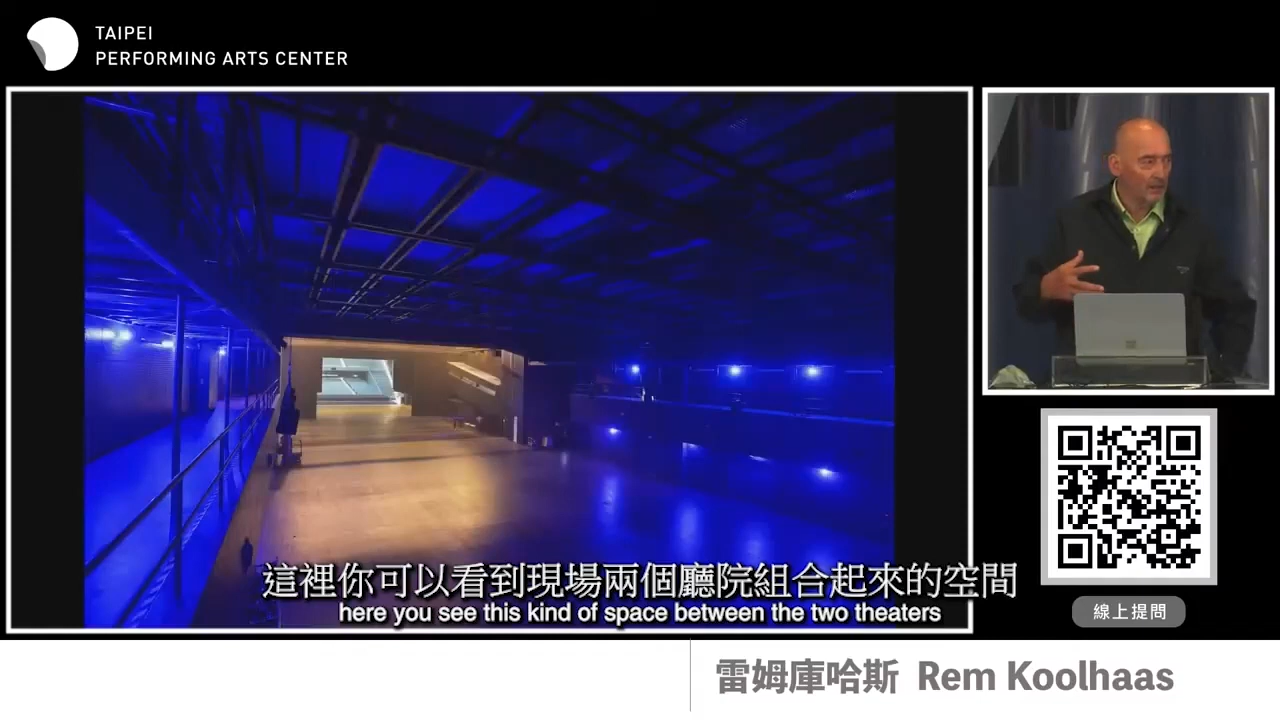 TAIPEI
PERFORMING ARTS CENTER
這裡你可以看到現場兩個廳院組合起來的空間
here you see this kind of space between the two theaters
線上提問
雷姆庫哈斯 Rem Koolhaas